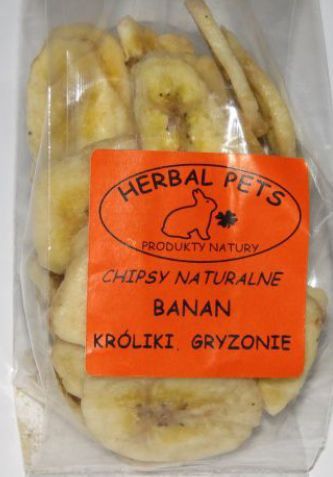 HERBAL PETS
PRODUKTY NATURY
CHIPSY NATURALNE
BANAN
KRÓLIKI, GRYZONIE